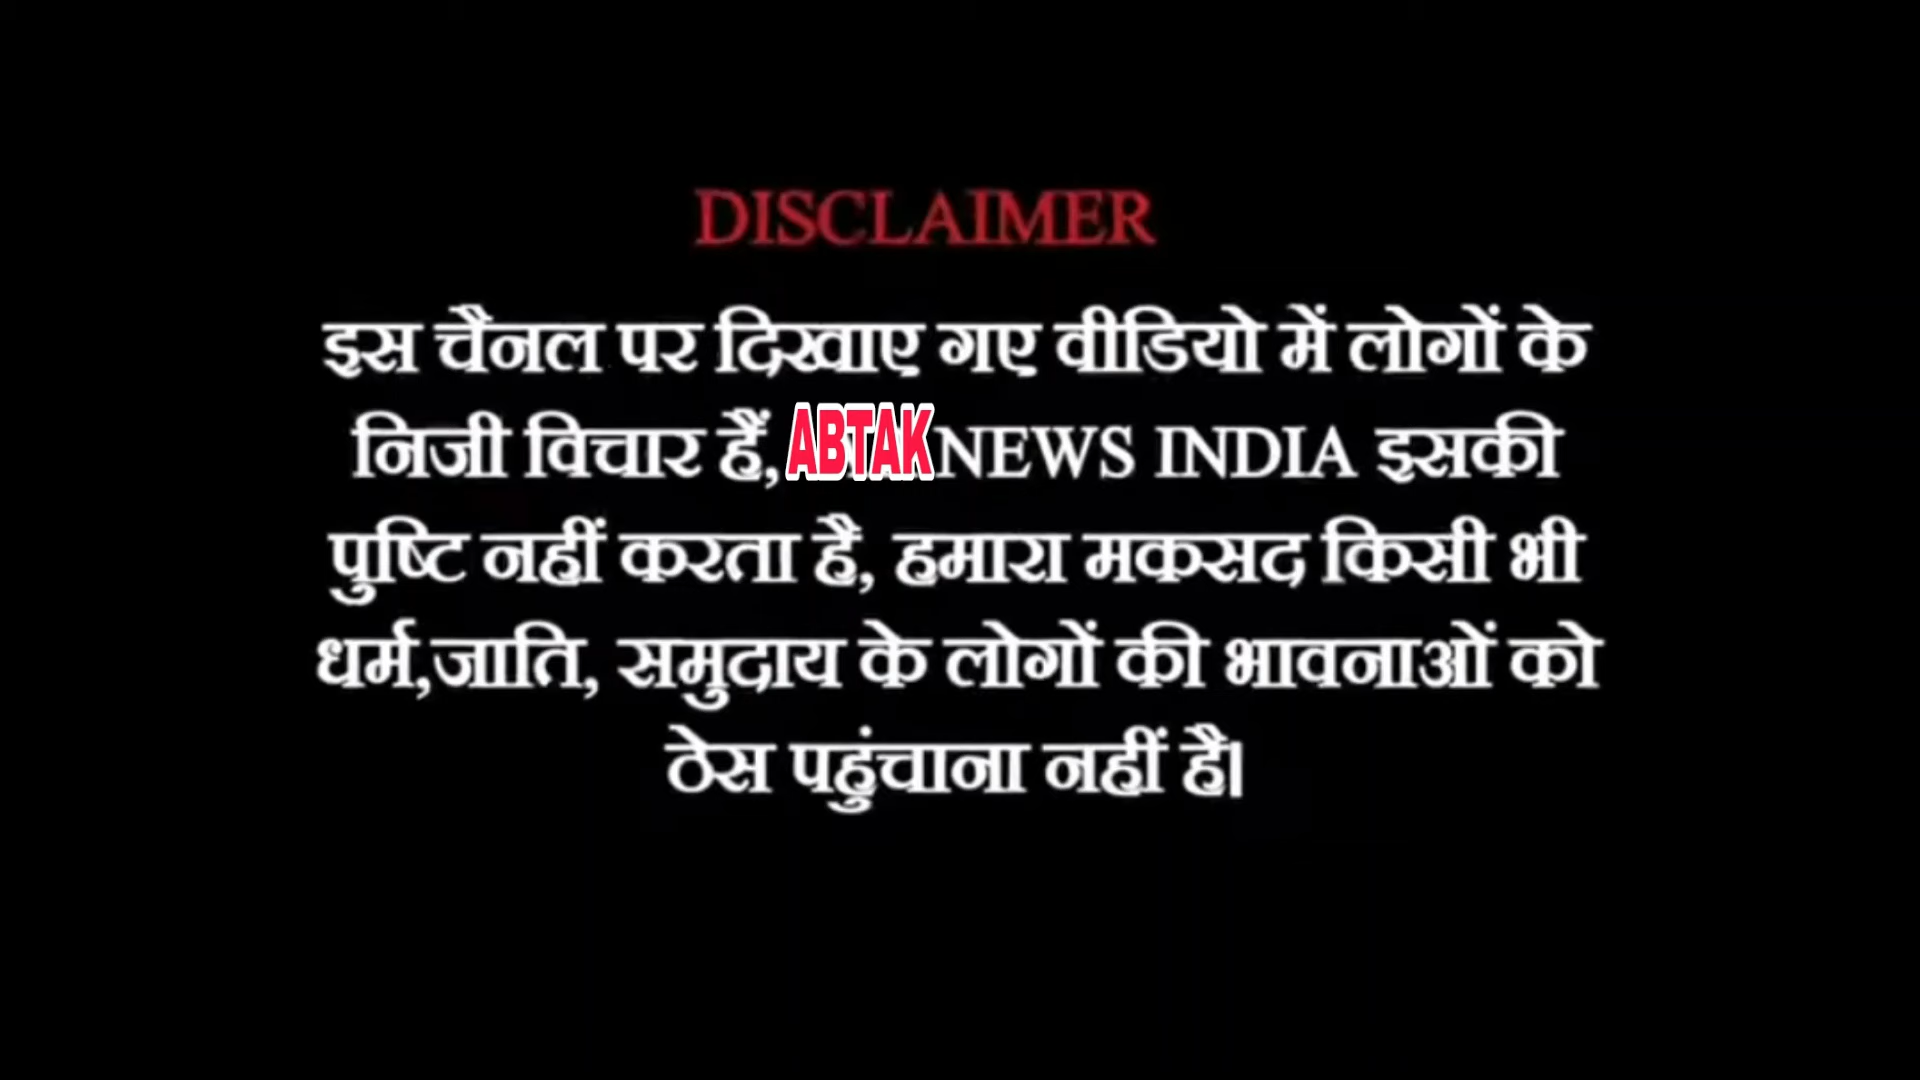 DISCLAIMER
इस चैनल पर दिखाए गए वीडियो में लोगों के
निजी विचार हैं, ABTAK NEWS INDIA इसकी
पुष्टि नहीं करता है, हमारा मकसद किसी भी
धर्म,जाति, समुदाय के लोगों की भावनाओं को
ठेस पहुंचाना नहीं है।